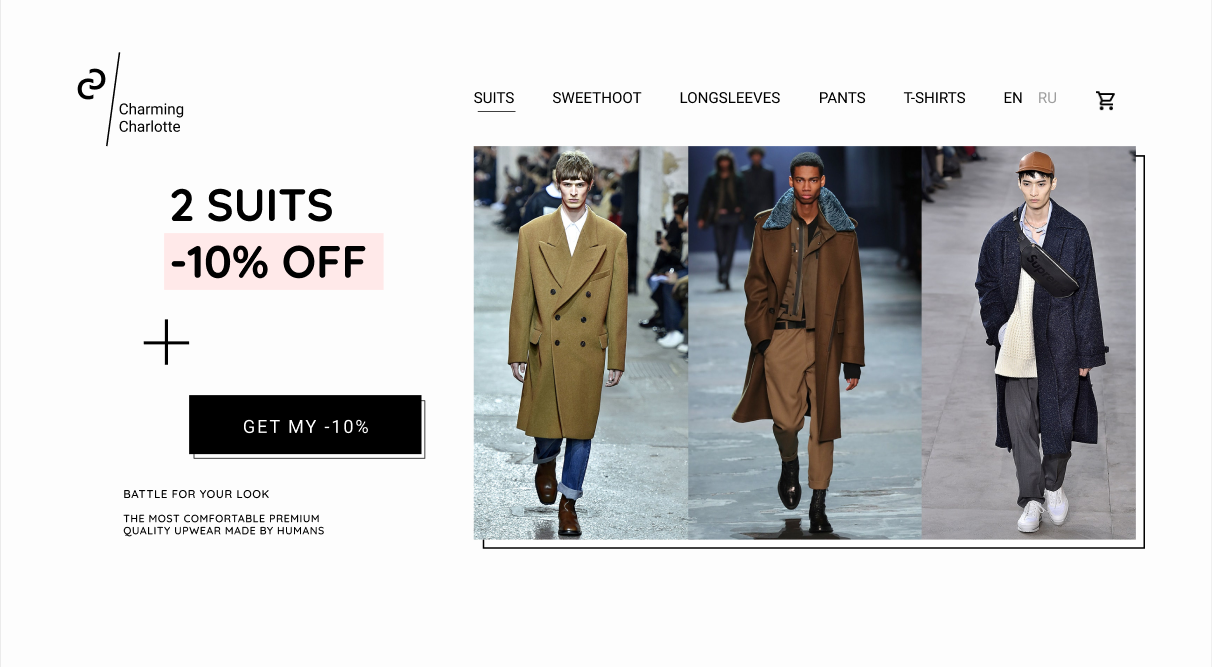 Charming
Charlotte
SUITS SWEETHOOT LONGSLEEVES PANTS T-SHIRTS EN RU
2 SUITS
-10% OFF
GET MY -10%
BATTLE FOR YOUR LOOK
THE MOST COMFORTABLE PREMIUM
QUALITY UPWEAR MADE BY HUMANS
Supreme